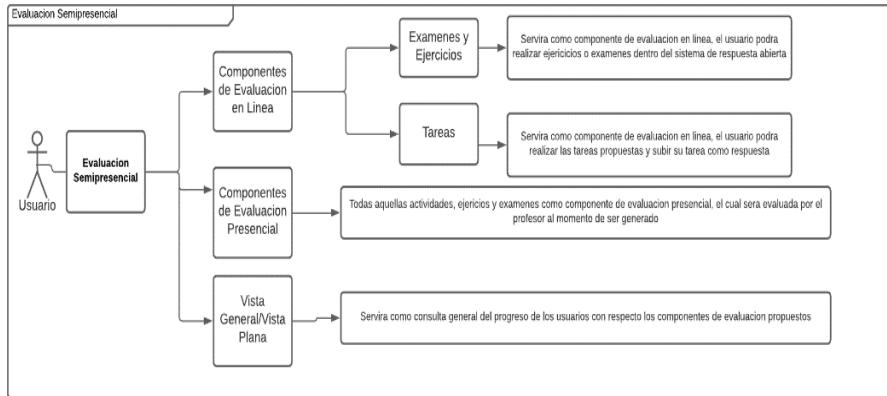 Evaluacion Semipresencial
Usuario
Evaluacion
Semipresencial
Componentes
de Evaluacion
en Linea
Examenes y
Ejercicios
Servira como componente de evaluacion en linea, el usuario podra
realizar ejericicios o examenes dentro del sistema de respuesta abierta
Tareas
Servira como componente de evaluacion en linea, el usuario podra
realizar las tareas propuestas y subir su tarea como respuesta
Componentes
de Evaluacion
Presencial
Todas aquellas actividades, ejericios y examenes como componente de evaluacion presencial, el cual sera evaluada por el
profesor al momento de ser generado
Vista
General/Vista
Plana
Servira como consulta general del progreso de los usuarios con respecto los componentes de evaluacion propuestos